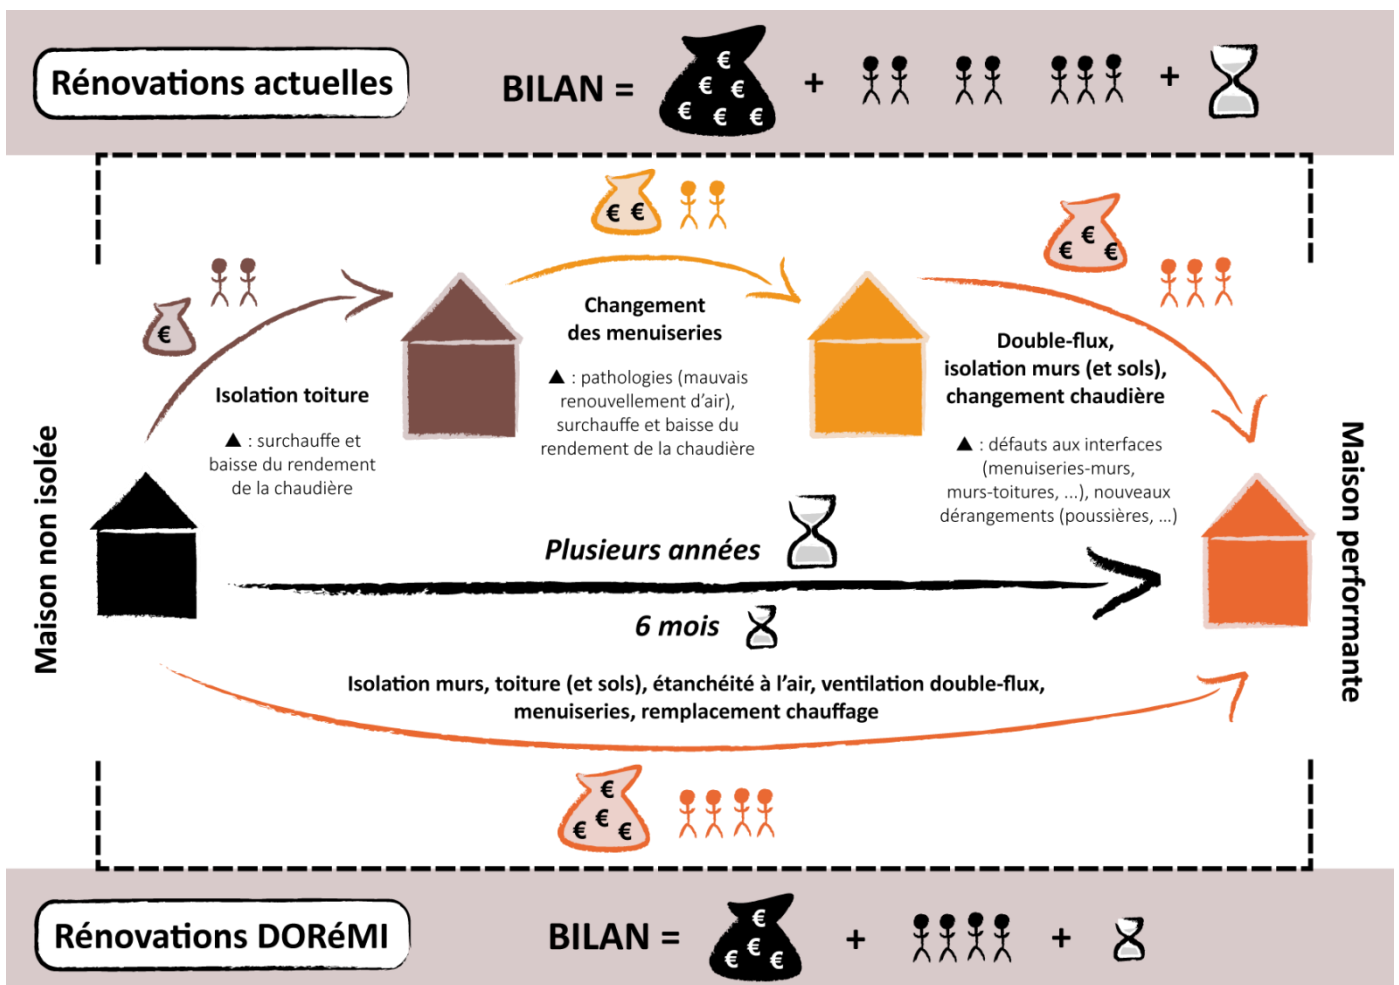 Rénovations actuelles
BILAN =
€
€ €
€ €
€ €
+
+
€ €
€
€ €
€
Changement
des menuiseries
▲ : pathologies (mauvais
renouvellement d'air),
surchauffe et baisse du
rendement de la chaudière
Double-flux,
isolation murs (et sols),
changement chaudière
▲ : défauts aux interfaces
(menuiseries-murs,
murs-toitures, ...), nouveaux
dérangements (poussières, ...)
Isolation toiture
▲ : surchauffe et
baisse du rendement
de la chaudière
Maison non isolée
Maison performante
Plusieurs années
6 mois
Isolation murs, toiture (et sols), étanchéité à l'air, ventilation double-flux,
menuiseries, remplacement chauffage
€
€ € €
Rénovations DORéMI
BILAN =
€
€ € €
+
+